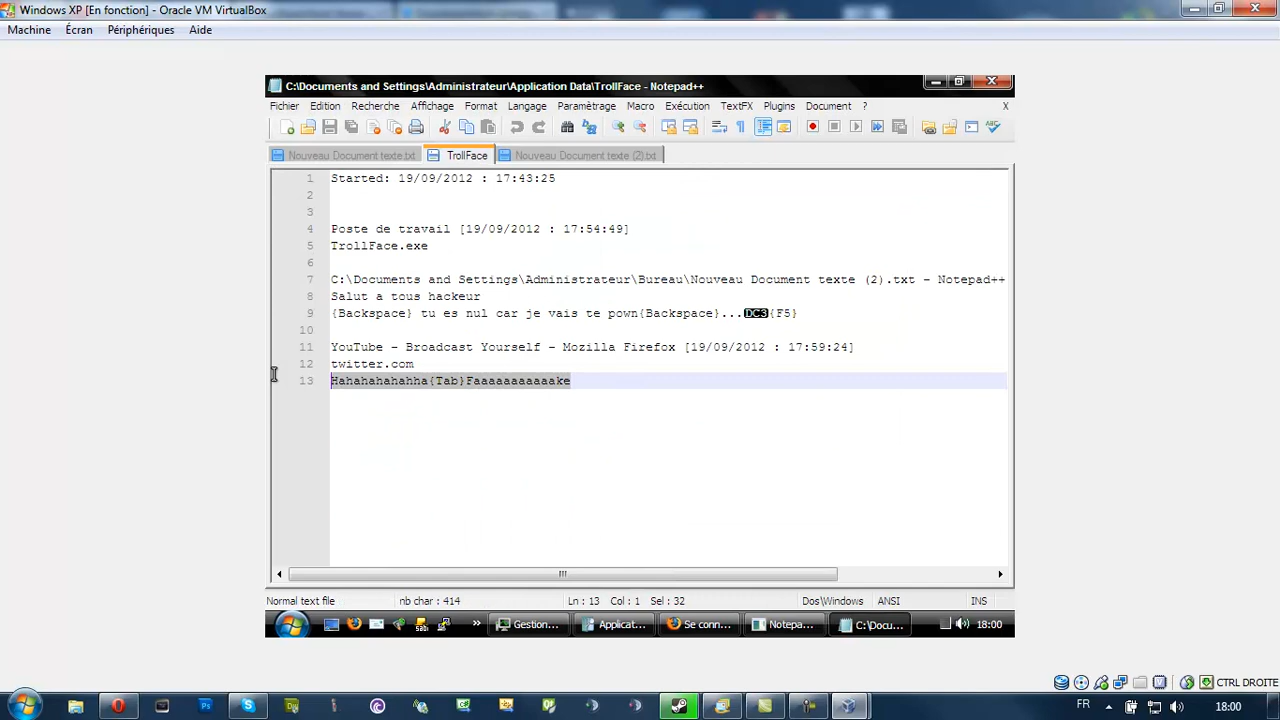 Windows XP [En fonction] - Oracle VM VirtualBox
Machine Écran Périphériques Aide
C:\Documents and Settings\Administrateur\Application Data\TrollFace - Notepad++
Fichier Edition Recherche Affichage Format Langage Paramètrage Macro Exécution TextFX Plugins Document ? X
Nouveau Document texte.txt TrollFace Nouveau Document texte (2).txt
1 Started: 19/09/2012 : 17:43:25
2
3
4 Poste de travail [19/09/2012 : 17:54:49]
5 TrollFace.exe
6
7 C:\Documents and Settings\Administrateur\Bureau\Nouveau Document texte (2).txt - Notepad++
8 Salut a tous hackeur
9 {Backspace} tu es nul car je vais te pown{Backspace}...DC3{F5}
10
11 YouTube - Broadcast Yourself - Mozilla Firefox [19/09/2012 : 17:59:24]
12 twitter.com
13 Hahahahahahha{Tab}Faaaaaaaaaaake
Normal text file nb char : 414 Ln : 13 Col : 1 Sel : 32 Dos\Windows ANSI INS
» Gestion... Applicat... Se conn... Notepa... C:\Docu... 18:00
CTRL DROITE
FR 18:00